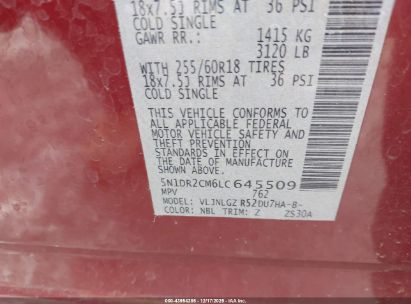 18x7.5J RIMS AT 36 PSI
COLD SINGLE
GAWR RR.: 1415 KG
3120 LB
WITH 255/60R18 TIRES
18x7.5J RIMS AT 36 PSI
COLD SINGLE
THIS VEHICLE CONFORMS TO ALL
APPLICABLE FEDERAL
MOTOR VEHICLE SAFETY AND
THEFT PREVENTION
STANDARDS IN EFFECT ON THE
DATE OF MANUFACTURE SHOWN
ABOVE.
5N1DR2CM6LC645509
MPV 762
MODEL: VLJNLGZ R52DU7HA-B-
COLOR: NBL TRIM: Z ZS30A